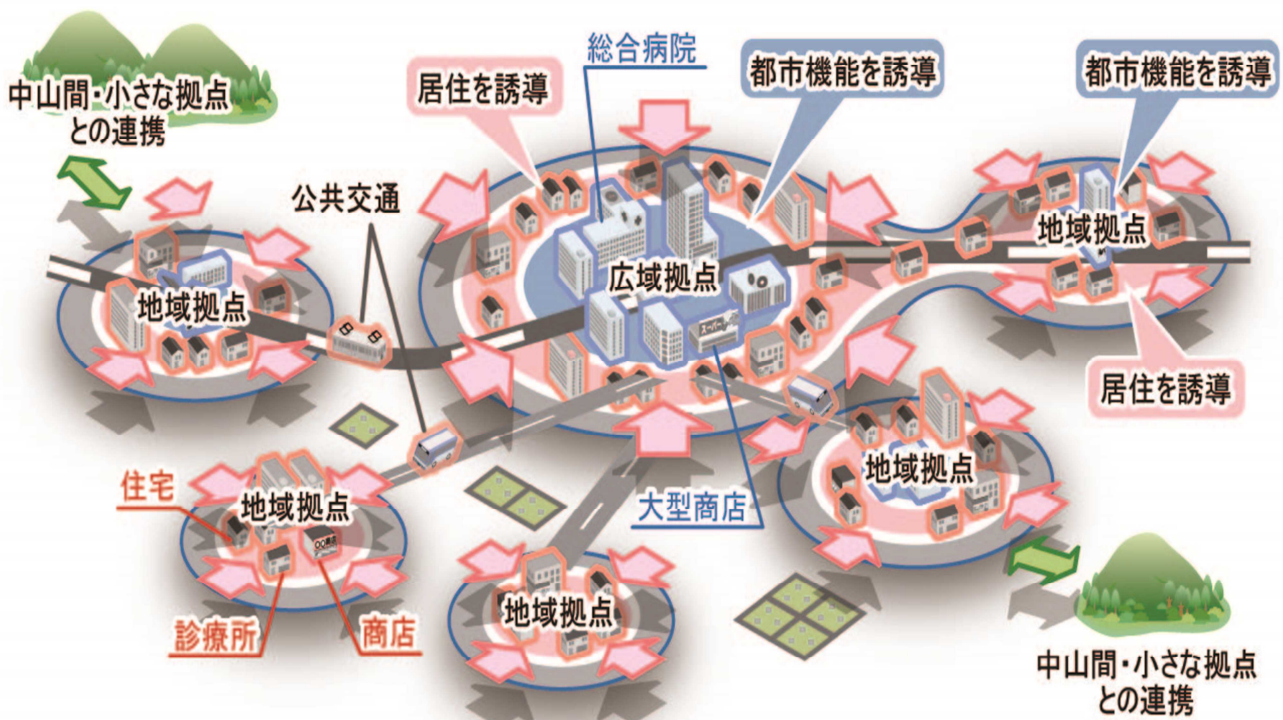 総合病院
都市機能を誘導
都市機能を誘導
居住を誘導
中山間・小さな拠点
との連携
公共交通
地域拠点
広域拠点
地域拠点
スーパー
居住を誘導
地域拠点
住宅
地域拠点
大型商店
診療所
商店
地域拠点
中山間・小さな拠点
との連携